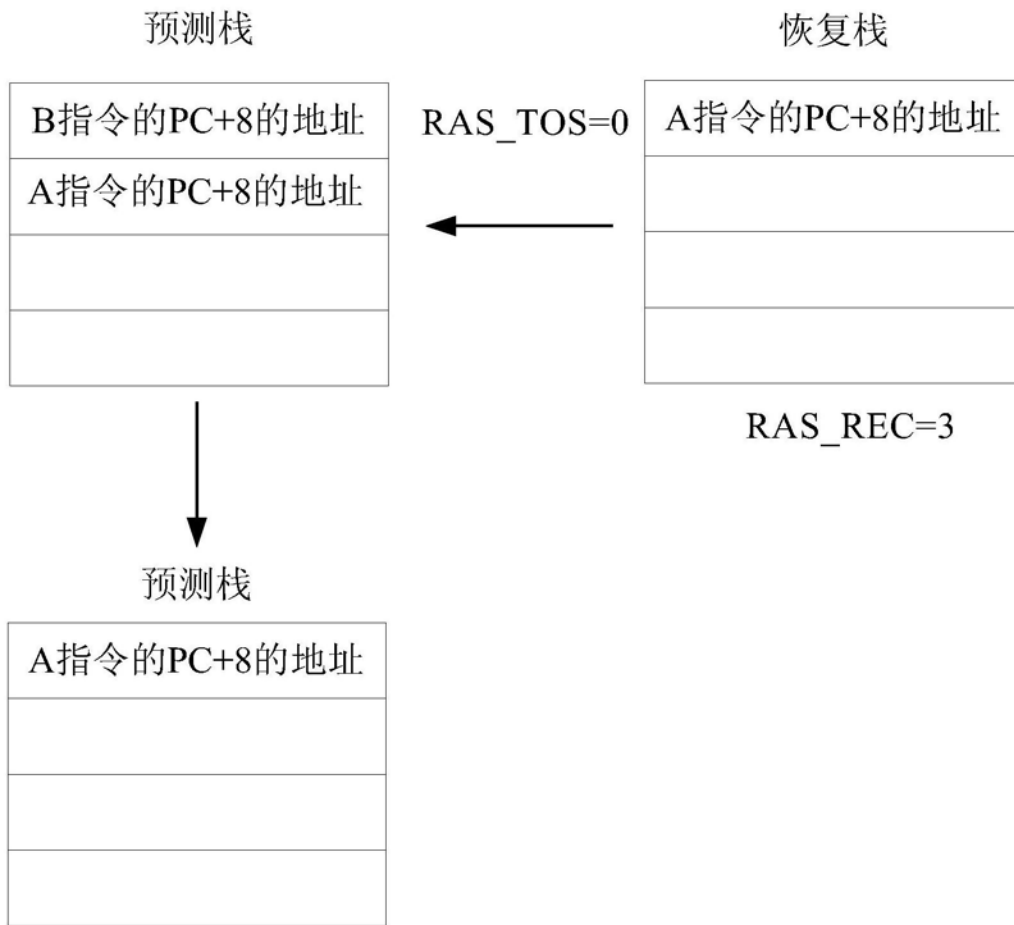 预测栈
恢复栈
B指令的PC+8的地址
RAS_TOS=0
A指令的PC+8的地址
A指令的PC+8的地址
RAS_REC=3
预测栈
A指令的PC+8的地址